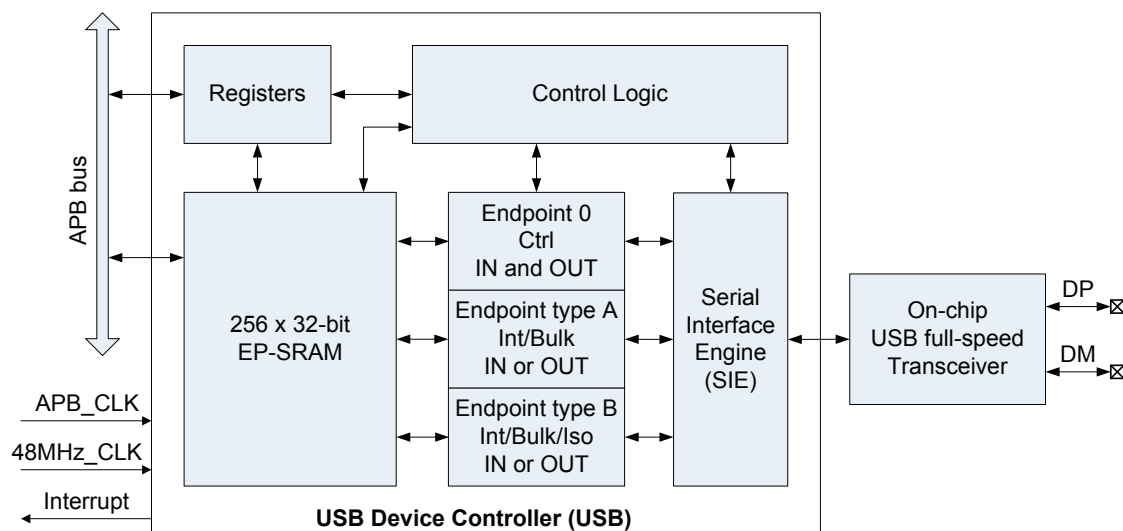 Registers
Control Logic
APB bus
Endpoint 0
Ctrl
IN and OUT
256 x 32-bit
EP-SRAM
Endpoint type A
Int/Bulk
IN or OUT
Endpoint type B
Int/Bulk/Iso
IN or OUT
Serial
Interface
Engine
(SIE)
On-chip
USB full-speed
Transceiver
DP
DM
APB_CLK
48MHz_CLK
Interrupt
USB Device Controller (USB)